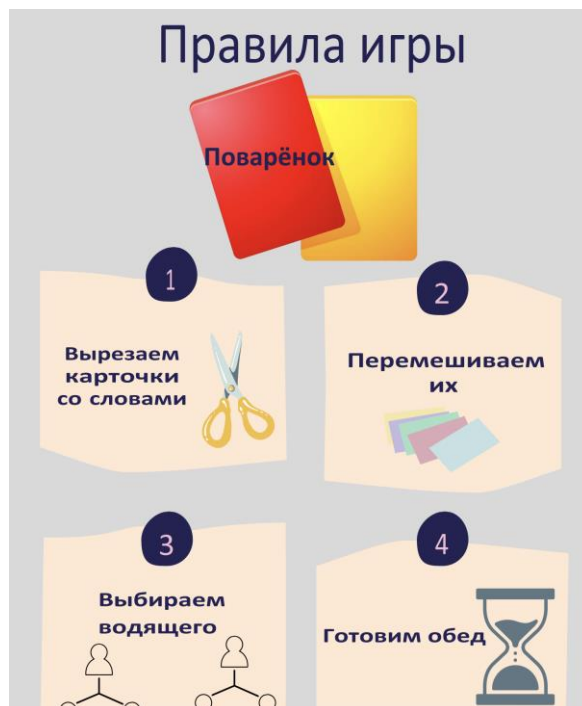 Правила игры
Поварёнок
1
Вырезаем
карточки
со словами
2
Перемешиваем
их
3
Выбираем
водящего
4
Готовим обед